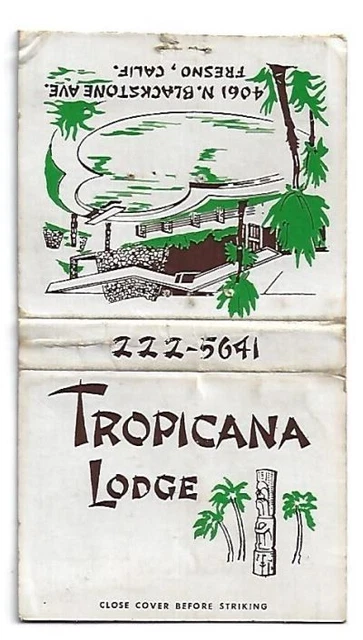 4061 N. BLACKSTONE AVE.
FRESNO, CALIF.
222-5641
TROPICANA
LODGE
CLOSE COVER BEFORE STRIKING